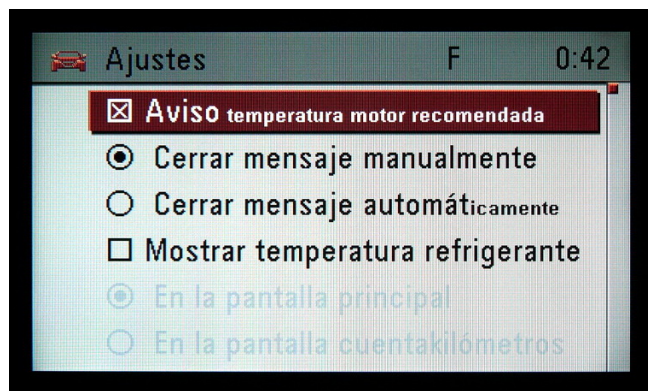 Ajustes F 0:42
Aviso temperatura motor recomendada
Cerrar mensaje manualmente
Cerrar mensaje automáticamente
Mostrar temperatura refrigerante
En la pantalla principal
En la pantalla cuentakilómetros